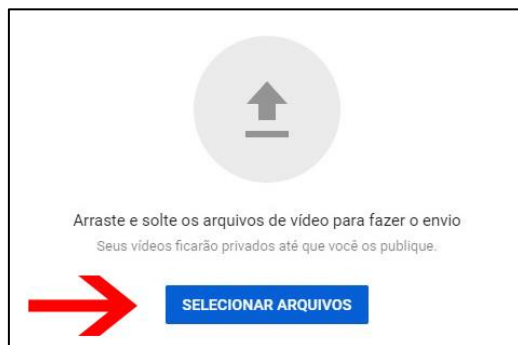 Arraste e solte os arquivos de vídeo para fazer o envio
Seus vídeos ficarão privados até que você os publique.
SELECIONAR ARQUIVOS